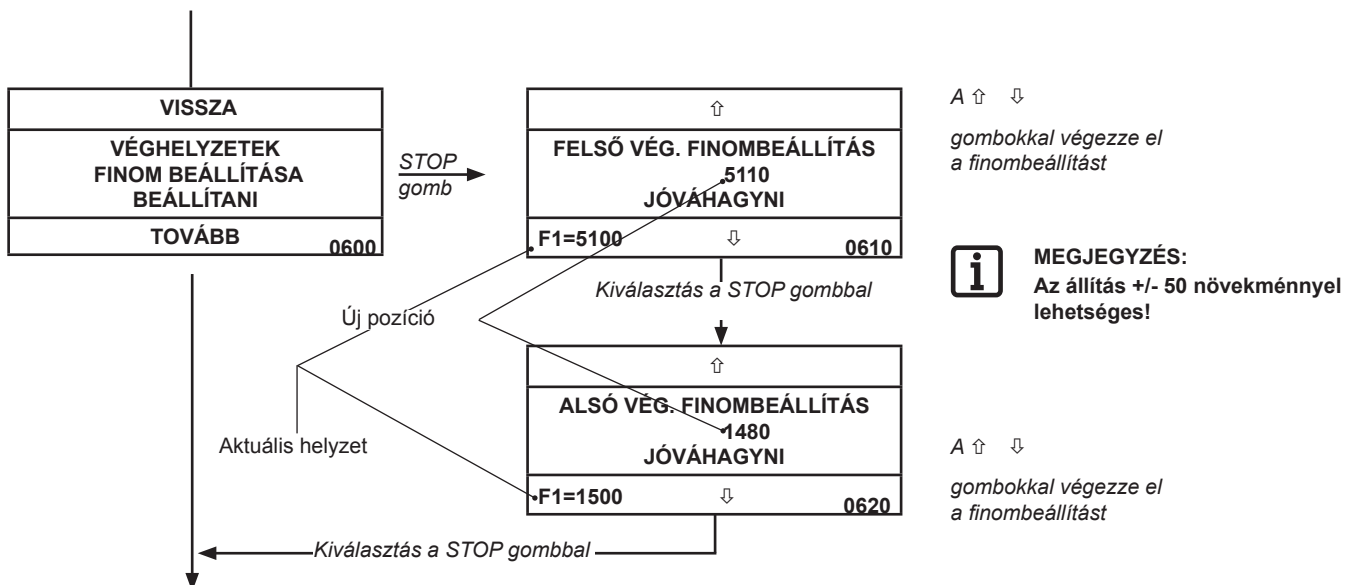 VISSZA
VÉGHELYZETEK
FINOM BEÁLLÍTÁSA
BEÁLLÍTANI
TOVÁBB
0600
STOP
gomb
⇧
FELSŐ VÉG. FINOMBEÁLLÍTÁS
5110
JÓVÁHAGYNI
F1=5100 ⇩ 0610
A ⇧ ⇩
gombokkal végezze el
a finombeállítást
i
MEGJEGYZÉS:
Az állítás +/- 50 növekménnyel
lehetséges!
Kiválasztás a STOP gombbal
Új pozíció
Aktuális helyzet
⇧
ALSÓ VÉG. FINOMBEÁLLÍTÁS
1480
JÓVÁHAGYNI
F1=1500 ⇩ 0620
A ⇧ ⇩
gombokkal végezze el
a finombeállítást
Kiválasztás a STOP gombbal